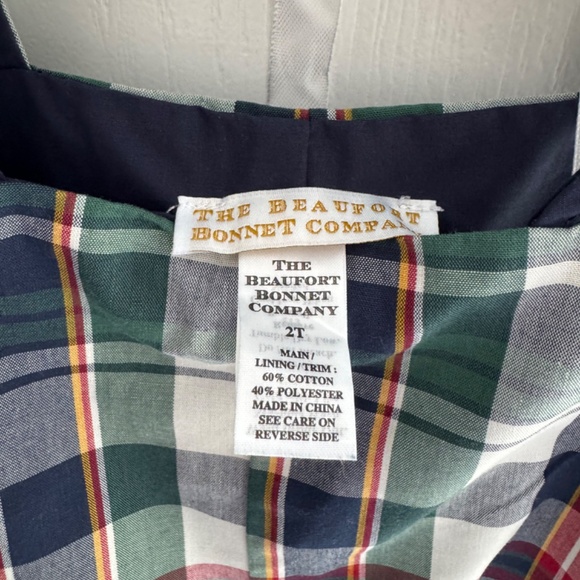 THE BEAUFORT
BONNET COMPANY
THE
BEAUFORT
BONNET
COMPANY
2T
MAIN/
LINING/TRIM :
60% COTTON
40% POLYESTER
MADE IN CHINA
SEE CARE ON
REVERSE SIDE